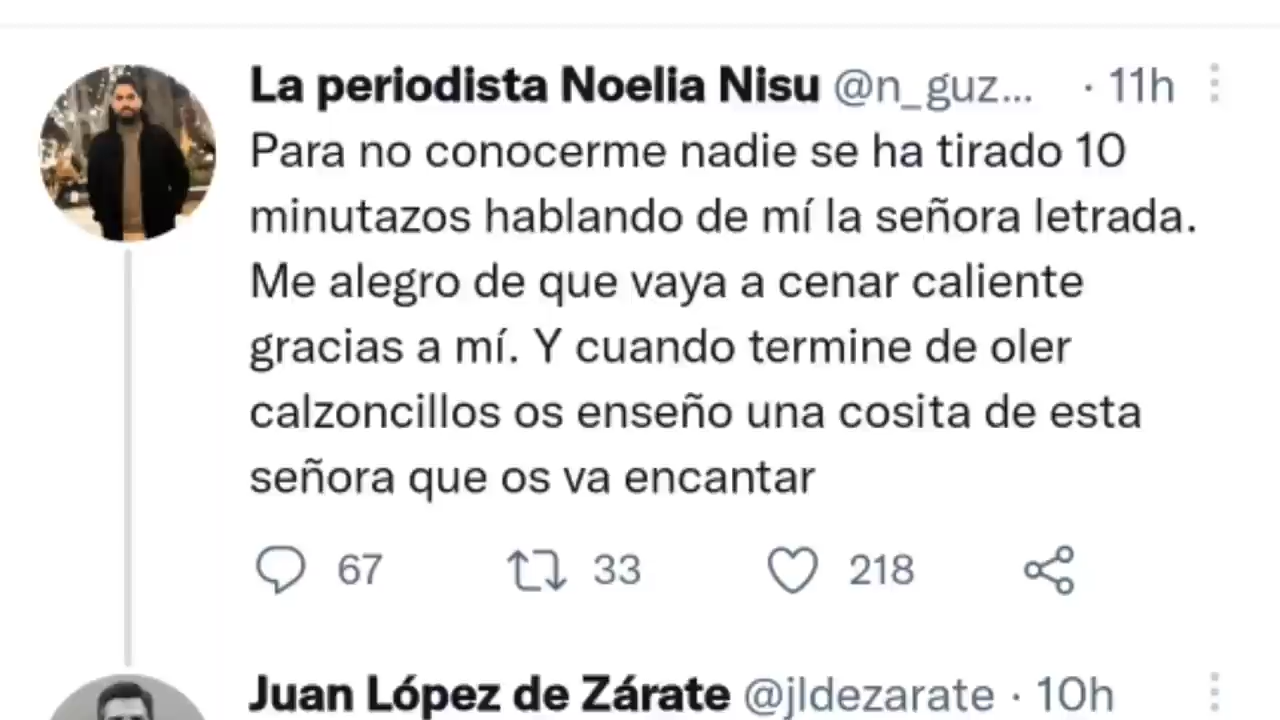 La periodista Noelia Nisu @n_guz... · 11h
Para no conocerme nadie se ha tirado 10
minutazos hablando de mí la señora letrada.
Me alegro de que vaya a cenar caliente
gracias a mí. Y cuando termine de oler
calzoncillos os enseño una cosita de esta
señora que os va encantar
67 33 218
Juan López de Zárate @jldezarate · 10h